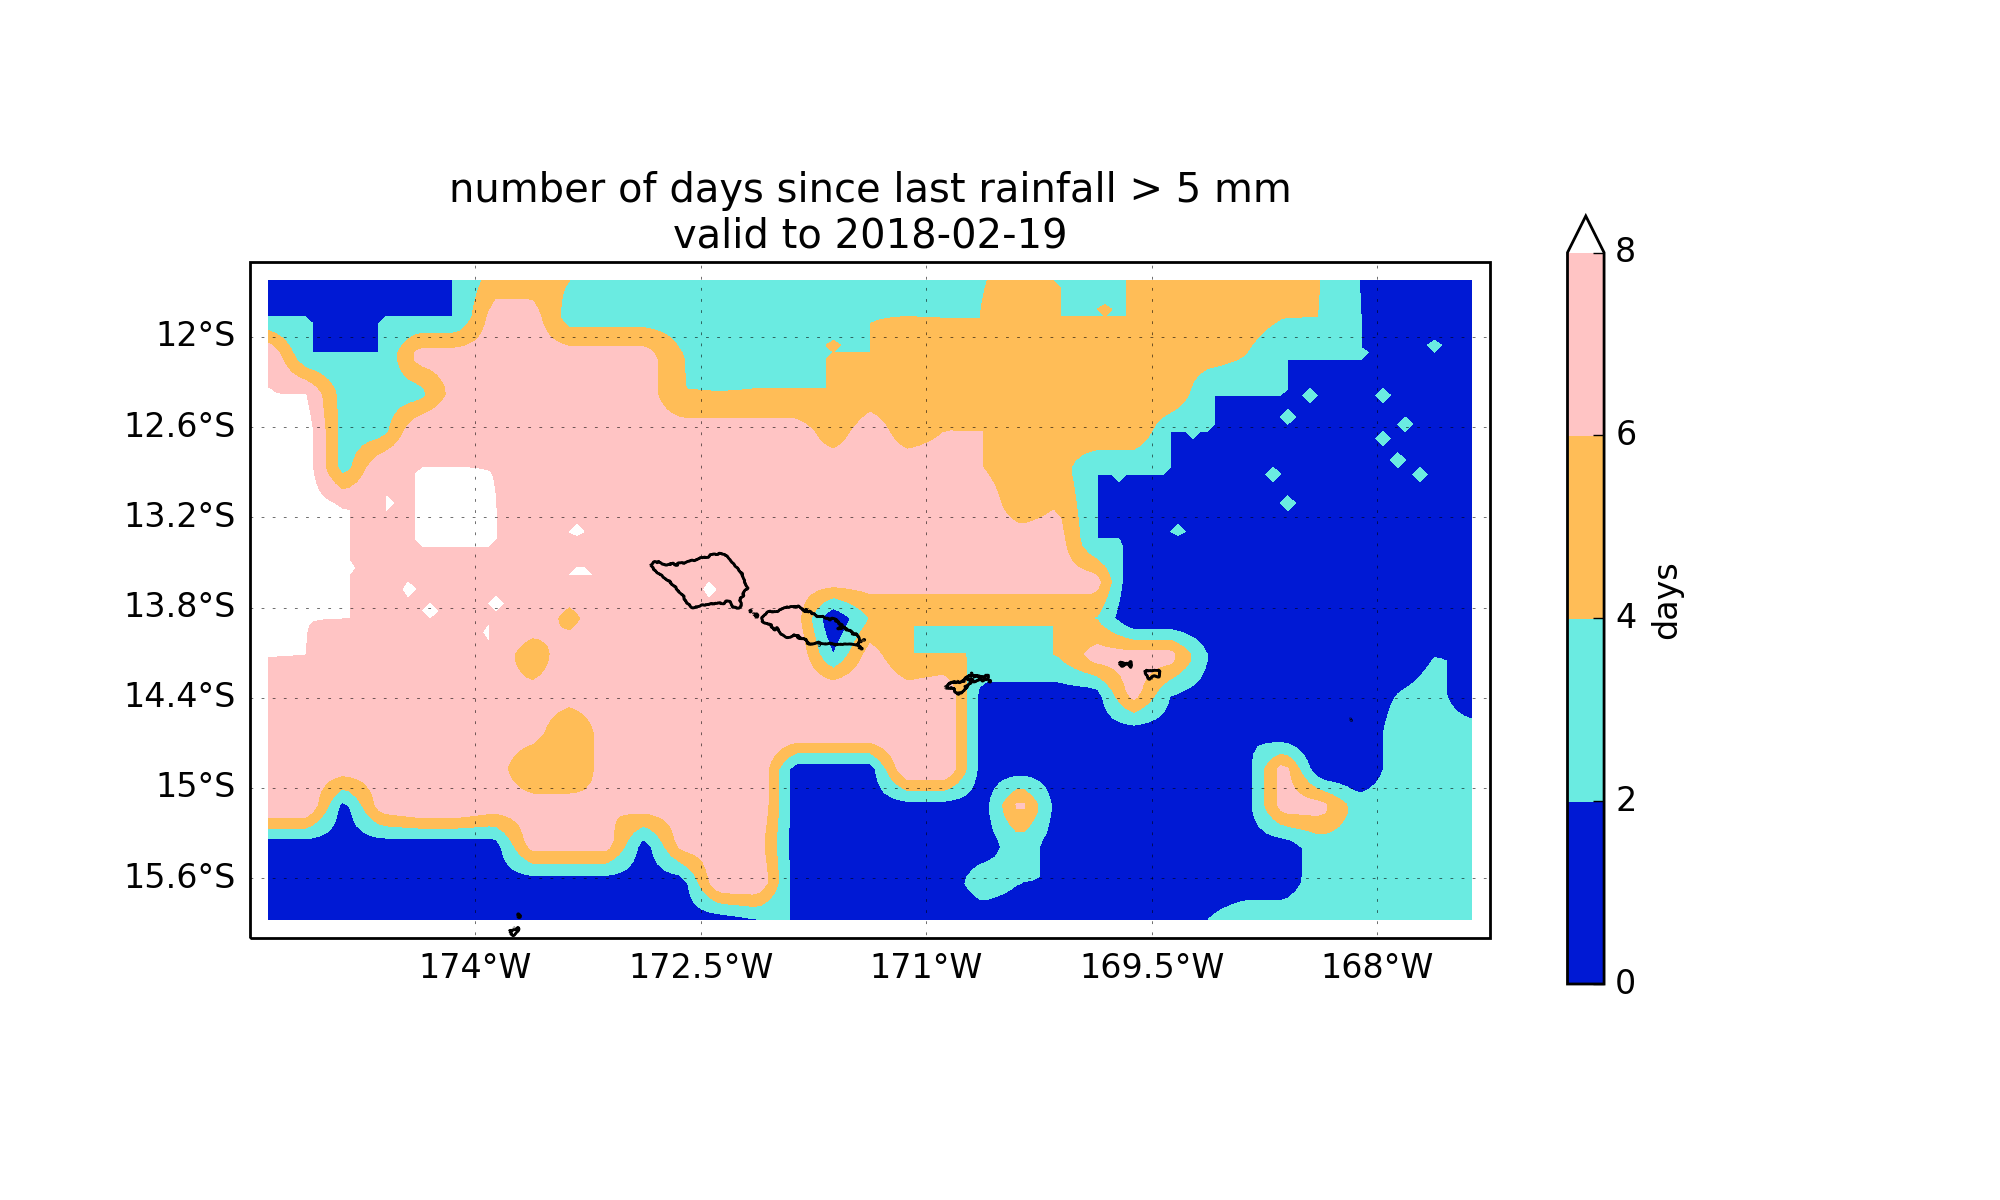 number of days since last rainfall > 5 mm
valid to 2018-02-19
12°S
12.6°S
13.2°S
13.8°S
14.4°S
15°S
15.6°S
174°W
172.5°W
171°W
169.5°W
168°W
8
6
4
2
0
days